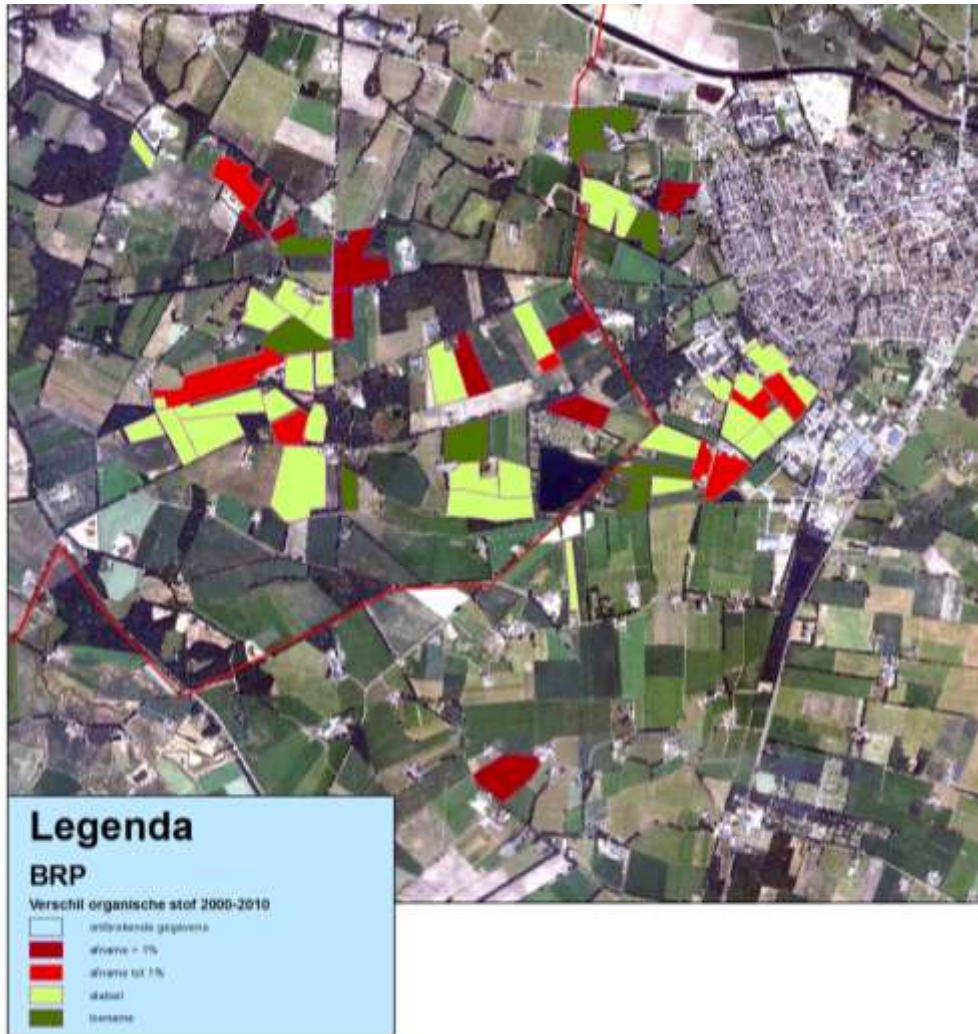 Legenda
BRP
Verschil organische stof 2000-2010
ontbrekende gegevens
afname > 1%
afname tot 1%
stabiel
toename